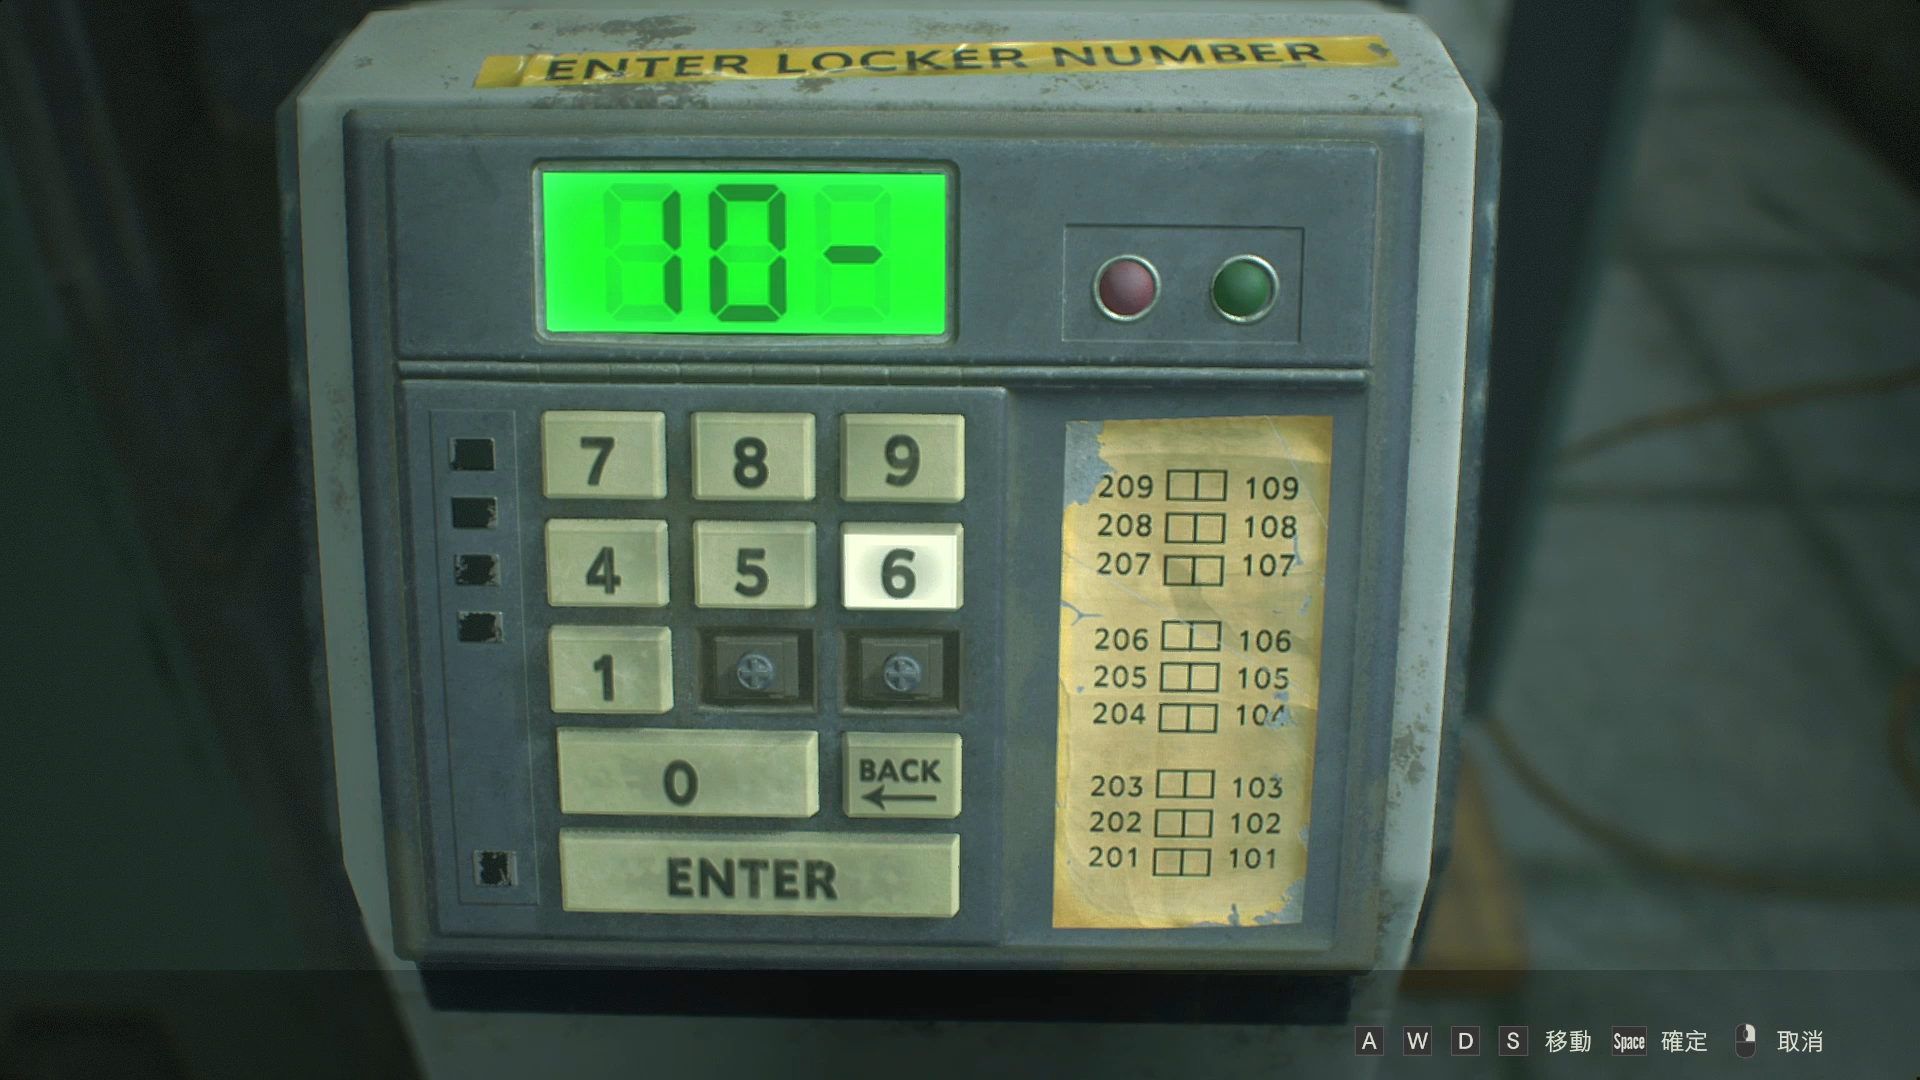 ENTER LOCKER NUMBER
10-
7 8 9
4 5 6
1
0 BACK
ENTER
209 109
208 108
207 107
206 106
205 105
204 104
203 103
202 102
201 101
A W D S 移動 Space 確定 取消